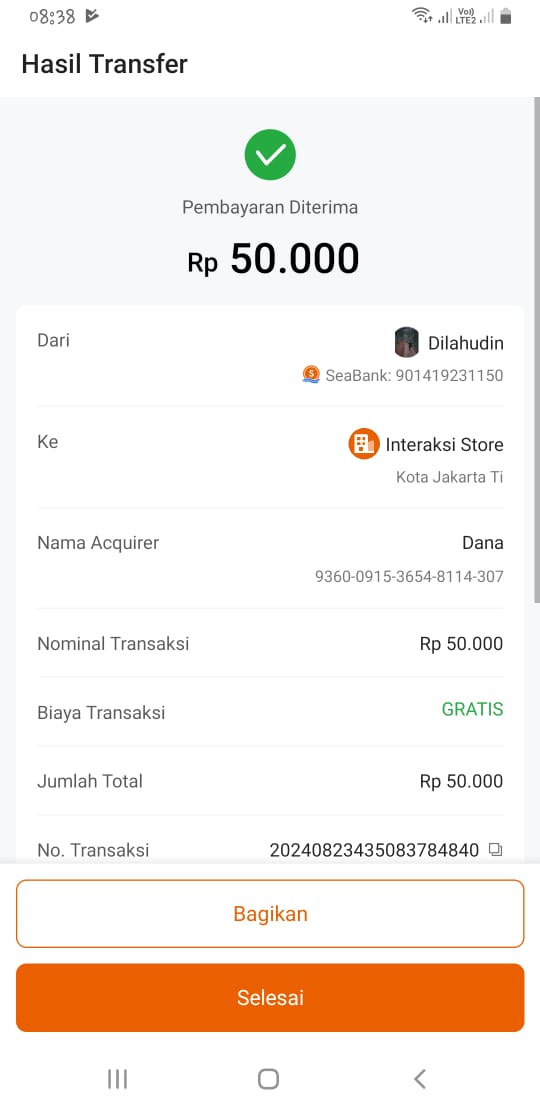 08:38
Vo)) LTE2
Hasil Transfer
Pembayaran Diterima
Rp 50.000
Dari
Dilahudin
SeaBank: 901419231150
Ke
Interaksi Store
Kota Jakarta Ti
Nama Acquirer
Dana
9360-0915-3654-8114-307
Nominal Transaksi
Rp 50.000
Biaya Transaksi
GRATIS
Jumlah Total
Rp 50.000
No. Transaksi
20240823435083784840
Bagikan
Selesai